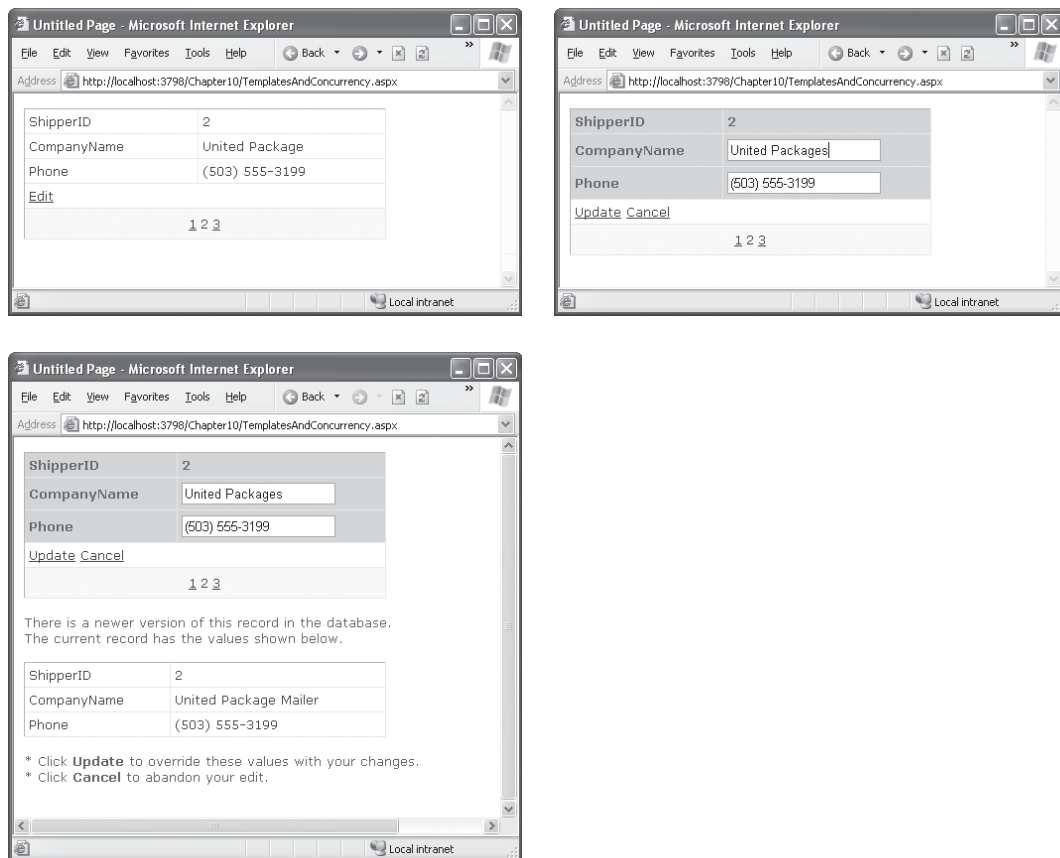 Untitled Page - Microsoft Internet Explorer
File Edit View Favorites Tools Help Back »
Address http://localhost:3798/Chapter10/TemplatesAndConcurrency.aspx
ShipperID 2
CompanyName United Package
Phone (503) 555-3199
Edit
1 2 3
Local intranet
Untitled Page - Microsoft Internet Explorer
File Edit View Favorites Tools Help Back »
Address http://localhost:3798/Chapter10/TemplatesAndConcurrency.aspx
ShipperID 2
CompanyName United Packages
Phone (503) 555-3199
Update Cancel
1 2 3
Local intranet
Untitled Page - Microsoft Internet Explorer
File Edit View Favorites Tools Help Back »
Address http://localhost:3798/Chapter10/TemplatesAndConcurrency.aspx
ShipperID 2
CompanyName United Packages
Phone (503) 555-3199
Update Cancel
1 2 3
There is a newer version of this record in the database.
The current record has the values shown below.
ShipperID 2
CompanyName United Package Mailer
Phone (503) 555-3199
* Click Update to override these values with your changes.
* Click Cancel to abandon your edit.
Local intranet